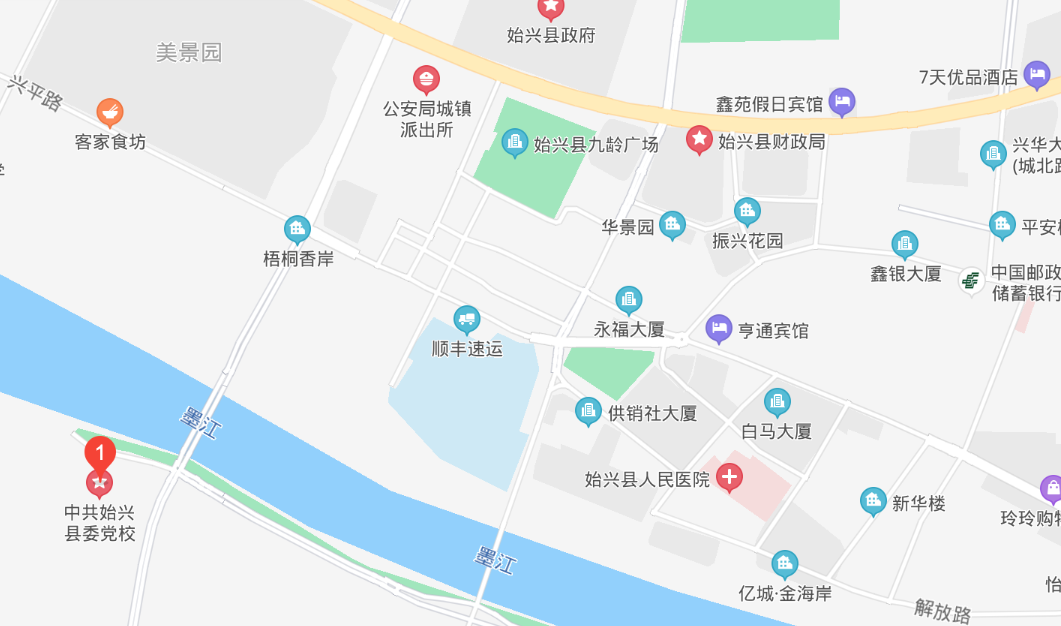 始兴县政府
美景园
7天优品酒店
兴平路
公安局城镇
派出所
鑫苑假日宾馆
客家食坊
始兴县九龄广场
始兴县财政局
兴华大
(城北路
华景园
振兴花园
平安
梧桐香岸
鑫银大厦
中国邮政
储蓄银行
永福大厦
亨通宾馆
顺丰速运
墨江
供销社大厦
白马大厦
1
始兴县人民医院
中共始兴
县委党校
新华楼
玲玲购物
墨江
亿城·金海岸
怡
解放路